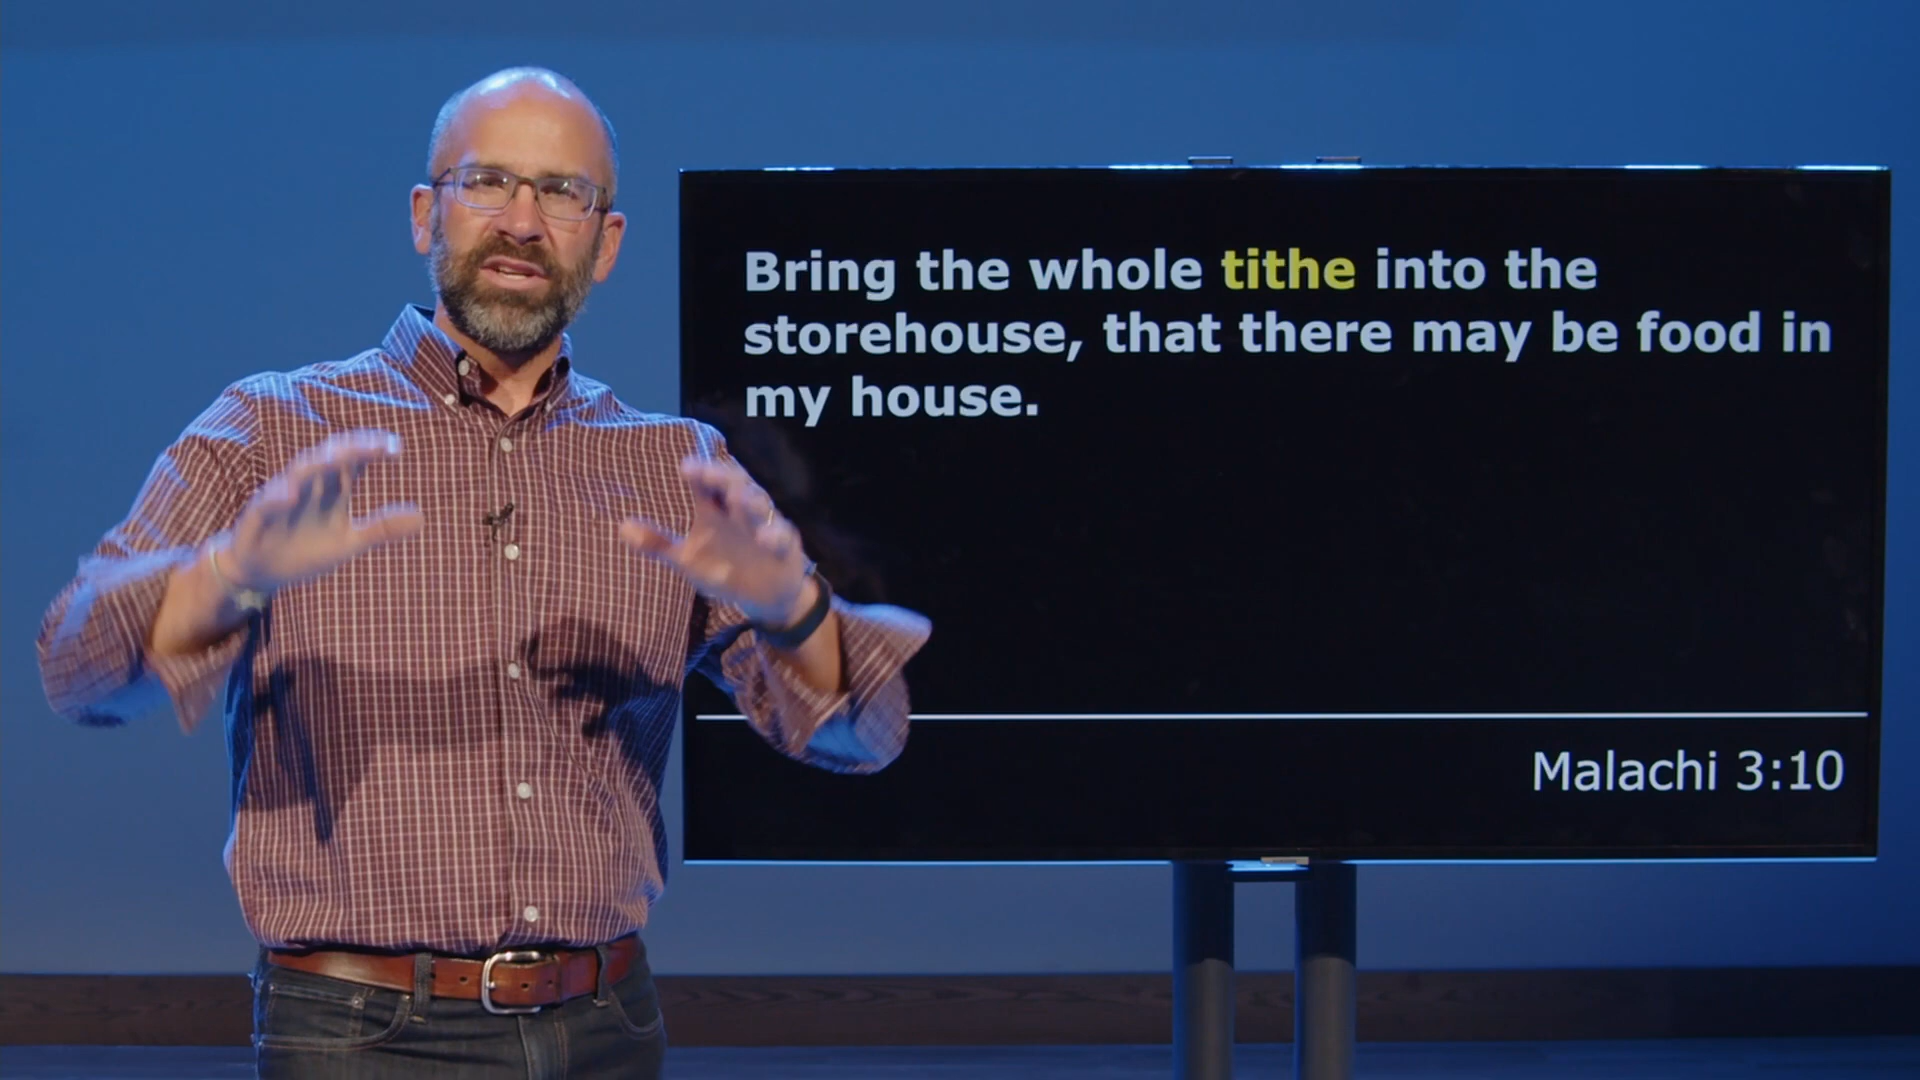 Bring the whole tithe into the
storehouse, that there may be food in
my house.
Malachi 3:10